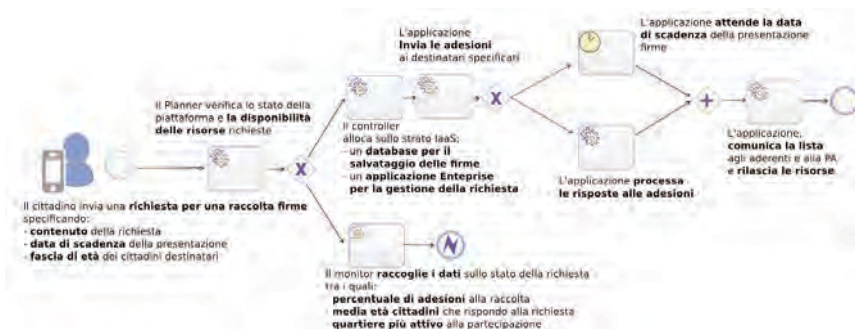 L'applicazione
Invia le adesioni
ai destinatari specificari
L'applicazione attende la data
di scadenza della presentazione
firme
Il Planner verifica lo stato della
piattaforma e la disponibilità
delle risorse richieste
X
X
+
Il controller
alloca sullo strato IaaS;
- un database per il
salvataggio delle firme
- un applicazione Enteprise
per la gestione della richiesta
L'applicazione processa
le risposte alle adesioni
L'applicazione,
comunica la lista
agli aderenti e alla PA
e rilascia le risorse
Il cittadino invia una richiesta per una raccolta firme
specificando:
- contenuto della richiesta
- data di scadenza della presentazione
- fascia di età dei cittadini destinatari
Il monitor raccoglie i dati sullo stato della richiesta
tra i quali:
- percentuale di adesioni alla raccolta
- media età cittadini che rispondo alla richiesta
- quartiere più attivo alla partecipazione